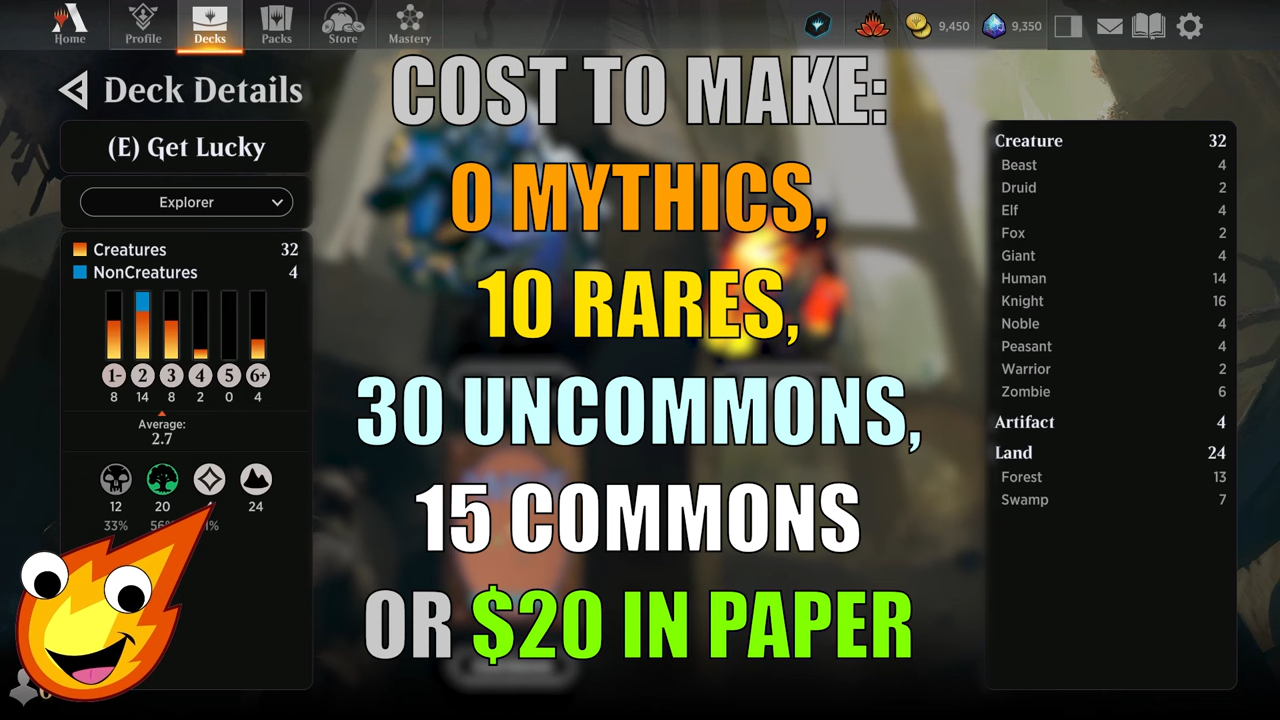 Home
Profile
Decks
Packs
Store
Mastery
9,450
9,350
Deck Details
(E) Get Lucky
Explorer
Creatures 32
NonCreatures 4
1- 2 3 4 5 6+
8 14 8 2 0 4
Average:
2.7
12 20 24
33%
COST TO MAKE:
0 MYTHICS,
10 RARES,
30 UNCOMMONS,
15 COMMONS
OR $20 IN PAPER
Creature 32
Beast 4
Druid 2
Elf 4
Fox 2
Giant 4
Human 14
Knight 16
Noble 4
Peasant 4
Warrior 2
Zombie 6
Artifact 4
Land 24
Forest 13
Swamp 7